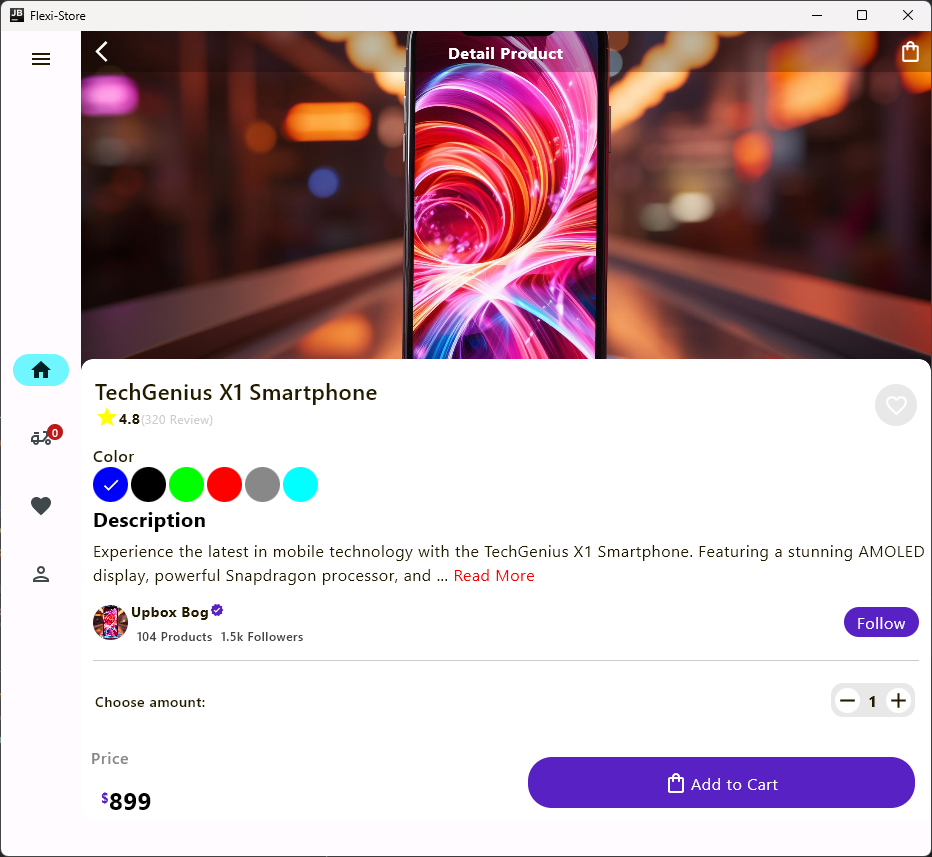 JB
Flexi-Store
Detail Product
TechGenius X1 Smartphone
4.8(320 Review)
0
Color
Description
Experience the latest in mobile technology with the TechGenius X1 Smartphone. Featuring a stunning AMOLED
display, powerful Snapdragon processor, and ... Read More
Upbox Bog
104 Products 1.5k Followers
Follow
Choose amount:
1
Price
$899
Add to Cart